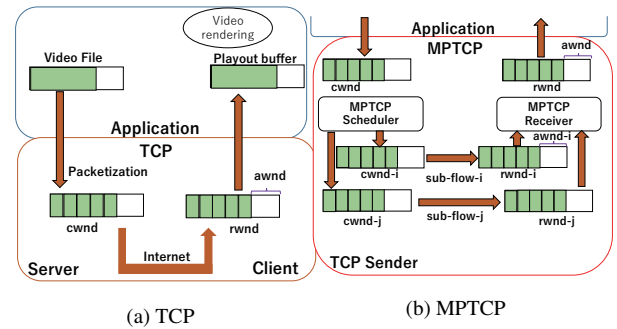 Video
rendering
Video File
Playout buffer
Application
TCP
Packetization
awnd
cwnd
rwnd
Internet
Server
Client
(a) TCP
Application
MPTCP
awnd
cwnd
rwnd
MPTCP
Scheduler
MPTCP
Receiver
awnd-i
cwnd-i
sub-flow-i
rwnd-i
cwnd-j
sub-flow-j
rwnd-j
TCP Sender
(b) MPTCP